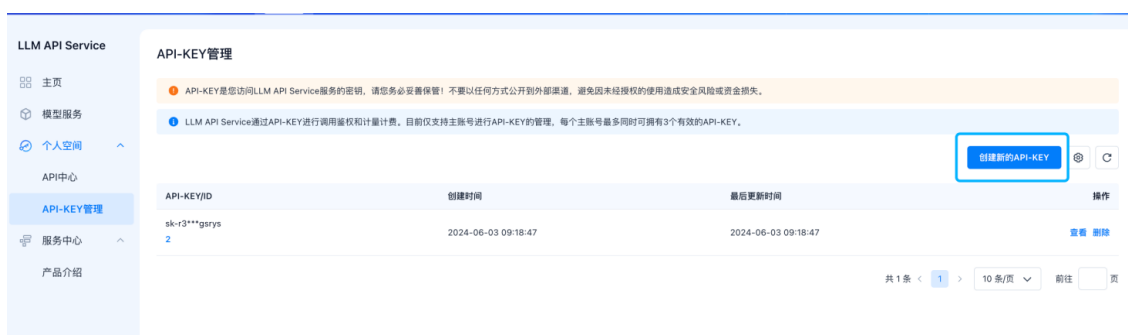 LLM API Service
API-KEY管理
主页
API-KEY是您访问LLM API Service服务的密钥，请您务必妥善保管！不要以任何方式公开到外部渠道，避免因未经授权的使用造成安全风险或资金损失。
模型服务
LLM API Service通过API-KEY进行调用鉴权和计量计费。目前仅支持主账号进行API-KEY的管理，每个主账号最多同时可拥有3个有效的API-KEY。
个人空间
创建新的API-KEY
API中心
API-KEY管理
API-KEY/ID 创建时间 最后更新时间 操作
sk-r3***gsrys
2
2024-06-03 09:18:47 2024-06-03 09:18:47 查看 删除
服务中心
产品介绍
共 1 条 1 10 条/页 前往 页